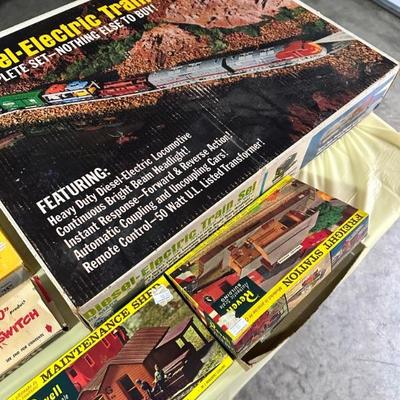 sel-Electric Train
PLETE SET-NOTHING ELSE TO BUY!
FEATURING:
Heavy Duty Diesel-Electric Locomotive
Continuous Bright Beam Headlight!
Instant Response-Forward & Reverse Action!
Automatic Coupling and Uncoupling Cars!
Remote Control-50 Watt U.L. Listed Transformer!
Diesel-Electric Train Set
FREIGHT STATION
Revell
MAINTENANCE SHED
vell
SWITCH